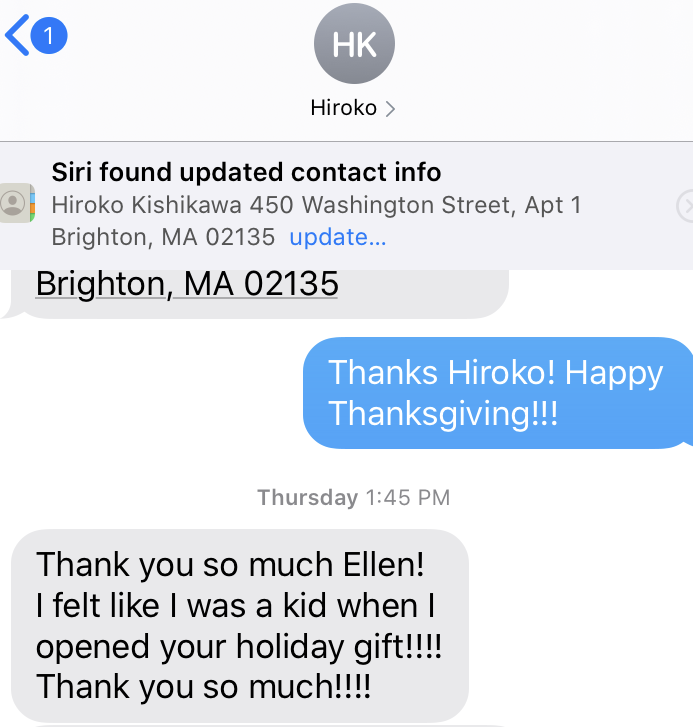 1
HK
Hiroko
Siri found updated contact info
Hiroko Kishikawa 450 Washington Street, Apt 1
Brighton, MA 02135 update...
Brighton, MA 02135
Thanks Hiroko! Happy
Thanksgiving!!!
Thursday 1:45 PM
Thank you so much Ellen!
I felt like I was a kid when I
opened your holiday gift!!!!
Thank you so much!!!!